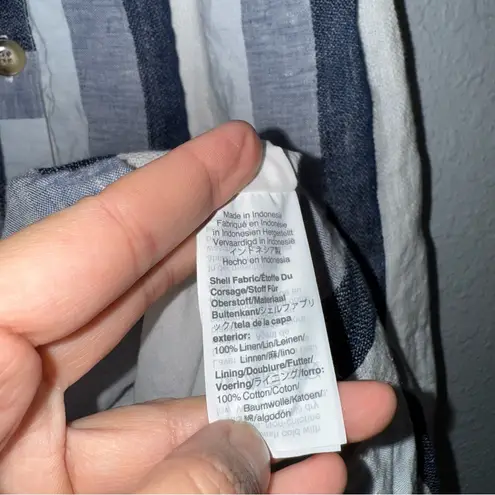 Made in Indonesia
Fabriqué en Indonésie
In Indonesien Hergestellt
Vervaardigd in Indonesië
インドネシア製
Hecho en Indonesia
Shell Fabric/Étoffe Du
Corsage/Stoff Für
Oberstoff/Materiaal
Buitenkant/シェルファブリ
ック/tela de la capa
exterior:
100% Linen/Lin/Leinen/
Linnen/麻/lino
Lining/Doublure/Futter/
Voering/ライニング/forro:
100% Cotton/Coton/
Baumwolle/Katoen/
綿/algodón